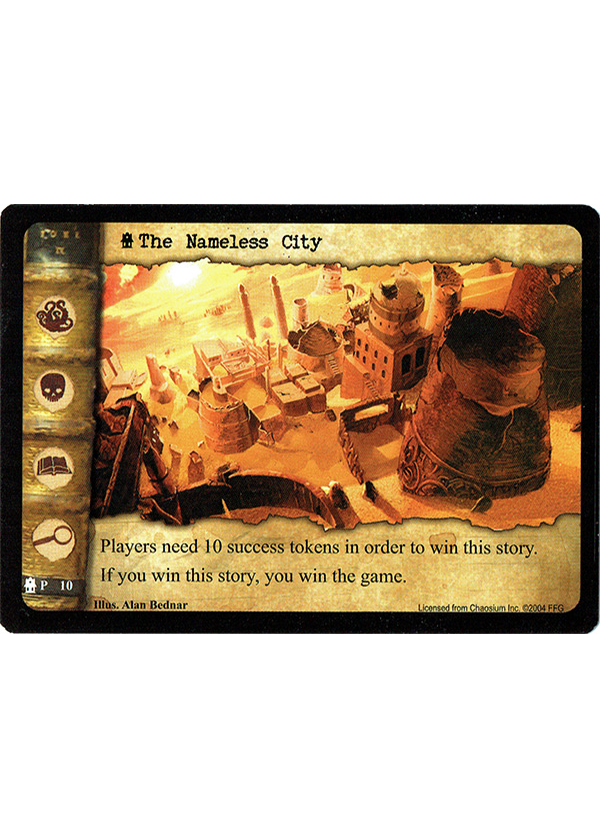 The Nameless City
Players need 10 success tokens in order to win this story.
If you win this story, you win the game.
P 10
Illus. Alan Bednar
Licensed from Chaosium Inc. ©2004 FFG